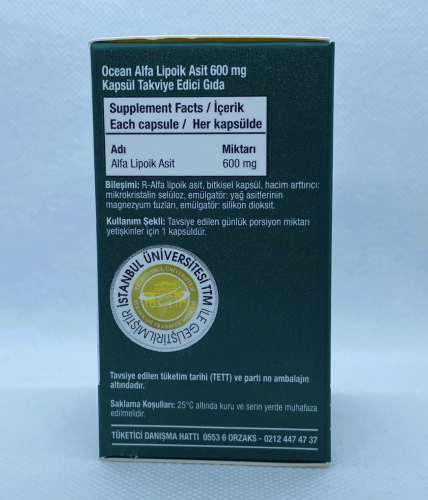 Ocean Alfa Lipoik Asit 600 mg
Kapsül Takviye Edici Gıda
Supplement Facts / İçerik
Each capsule / Her kapsülde
Adı Miktarı
Alfa Lipoik Asit 600 mg
Bileşimi: R-Alfa lipoik asit, bitkisel kapsül, hacim arttırıcı:
mikrokristalin selüloz, emülgatör: yağ asitlerinin
magnezyum tuzları, emülgatör: silikon dioksit.
Kullanım Şekli: Tavsiye edilen günlük porsiyon miktarı
yetişkinler için 1 kapsüldür.
İSTANBUL ÜNİVERSİTESİ TTM İLE GELİŞTİRİLMİŞTİR
Tavsiye edilen tüketim tarihi (TETT) ve parti no ambalajın
altındadır.
Saklama Koşulları: 25°C altında kuru ve serin yerde muhafaza
edilmelidir.
TÜKETİCİ DANIŞMA HATTI 0553 6 ORZAKS - 0212 447 47 37